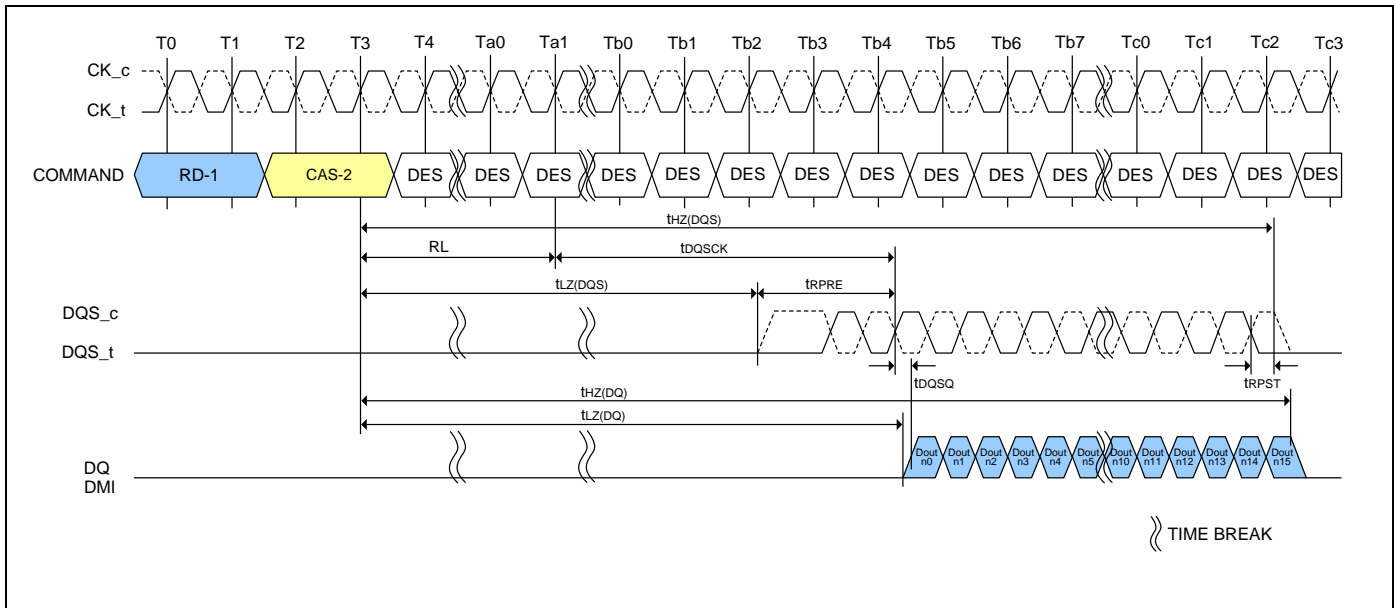 T0 T1 T2 T3 T4 Ta0 Ta1 Tb0 Tb1 Tb2 Tb3 Tb4 Tb5 Tb6 Tb7 Tc0 Tc1 Tc2 Tc3
CK_c
CK_t
COMMAND RD-1 CAS-2 DES DES DES DES DES DES DES DES DES DES DES DES DES DES DES
tHZ(DQS)
RL tDQSCK
tLZ(DQS) tRPRE
DQS_c
DQS_t
tDQSQ tRPST
tHZ(DQ)
tLZ(DQ)
Dout Dout Dout Dout Dout Dout Dout Dout Dout Dout Dout Dout
n0 n1 n2 n3 n4 n5 n10 n11 n12 n13 n14 n15
DQ
DMI
TIME BREAK